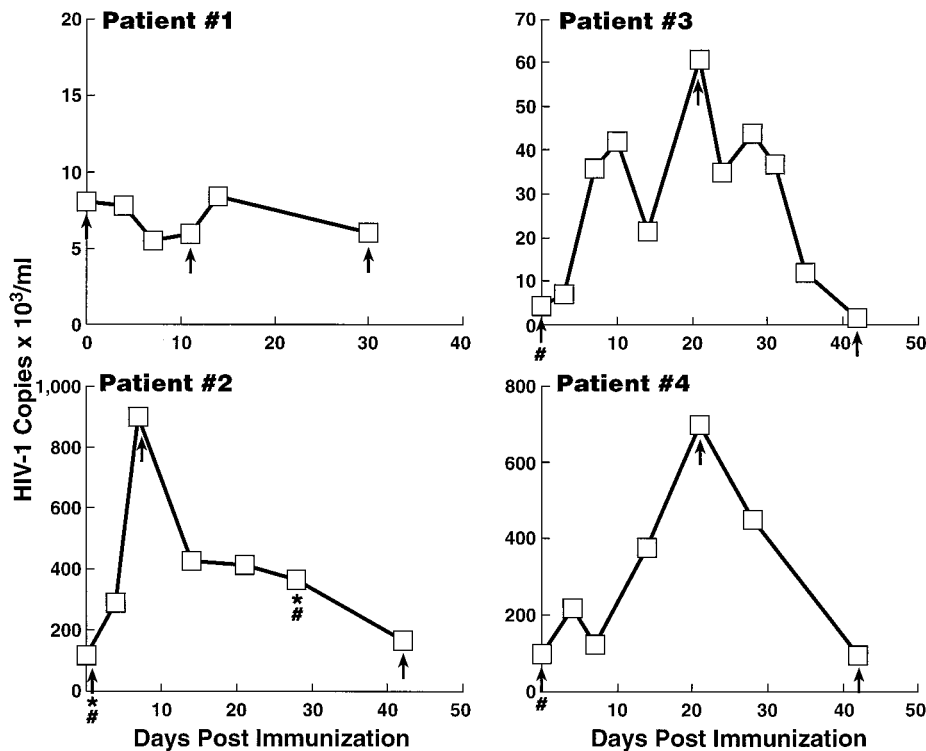 Patient #1
20
15
10
5
0
0 10 20 30 40
Patient #3
70
60
50
40
30
20
10
0
#
0 10 20 30 40 50
HIV-1 Copies x 10³/ml
Patient #2
1,000
800
600
400
200
0
*
#
*
#
0 10 20 30 40 50
Days Post Immunization
Patient #4
800
600
400
200
0
#
10 20 30 40 50
Days Post Immunization